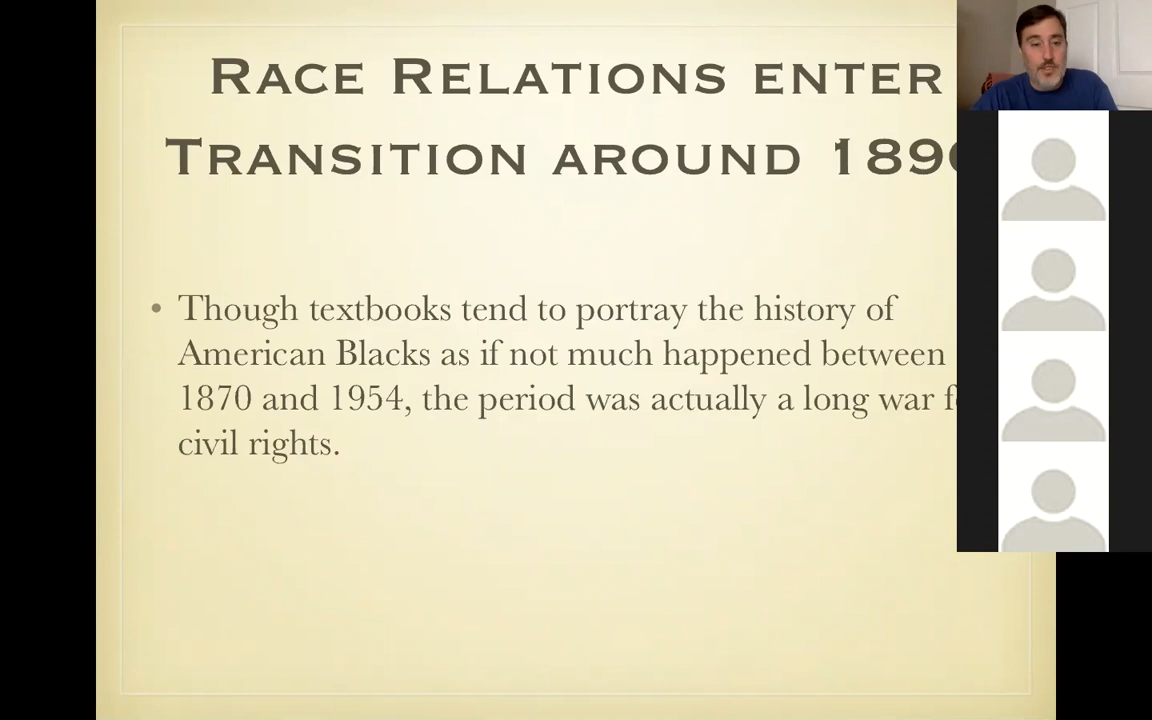 Race Relations enter
Transition around 189
• Though textbooks tend to portray the history of
American Blacks as if not much happened between
1870 and 1954, the period was actually a long war
civil rights.